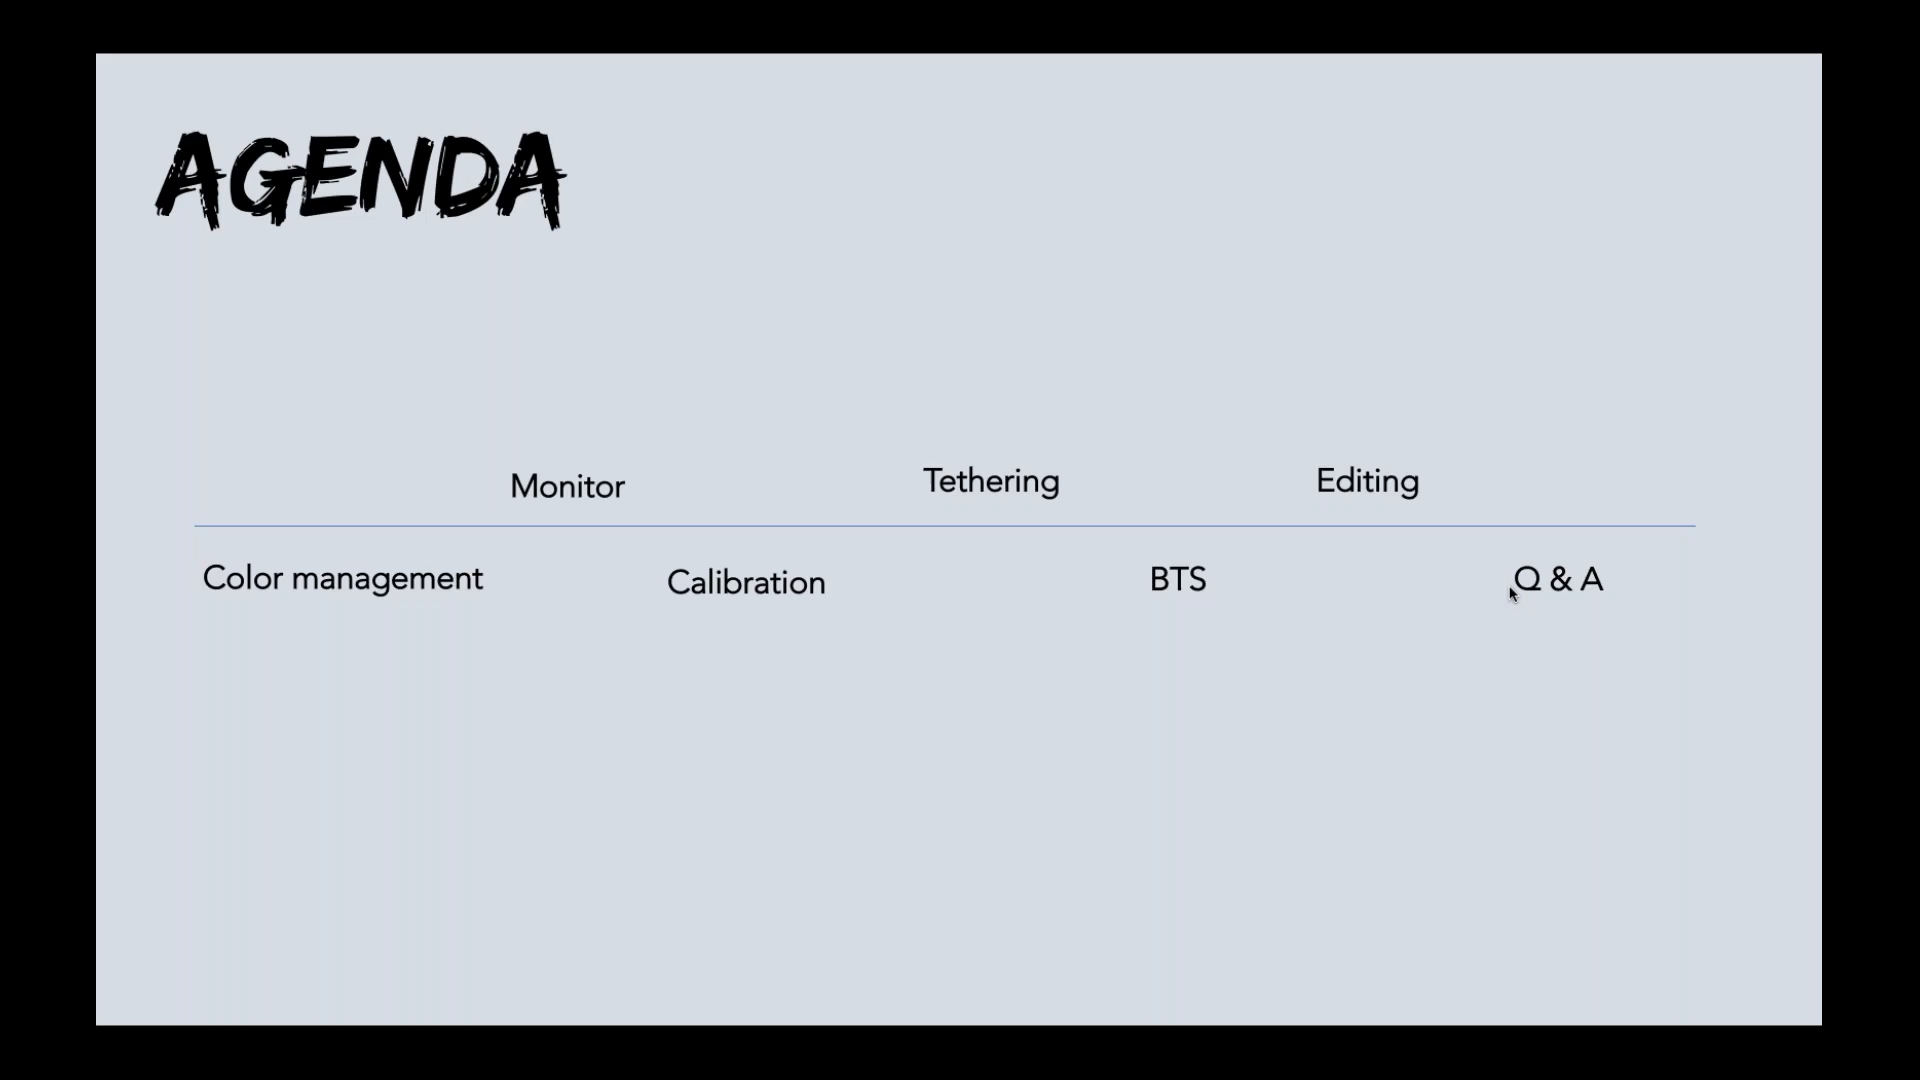 AGENDA
Monitor
Tethering
Editing
Color management
Calibration
BTS
Q & A